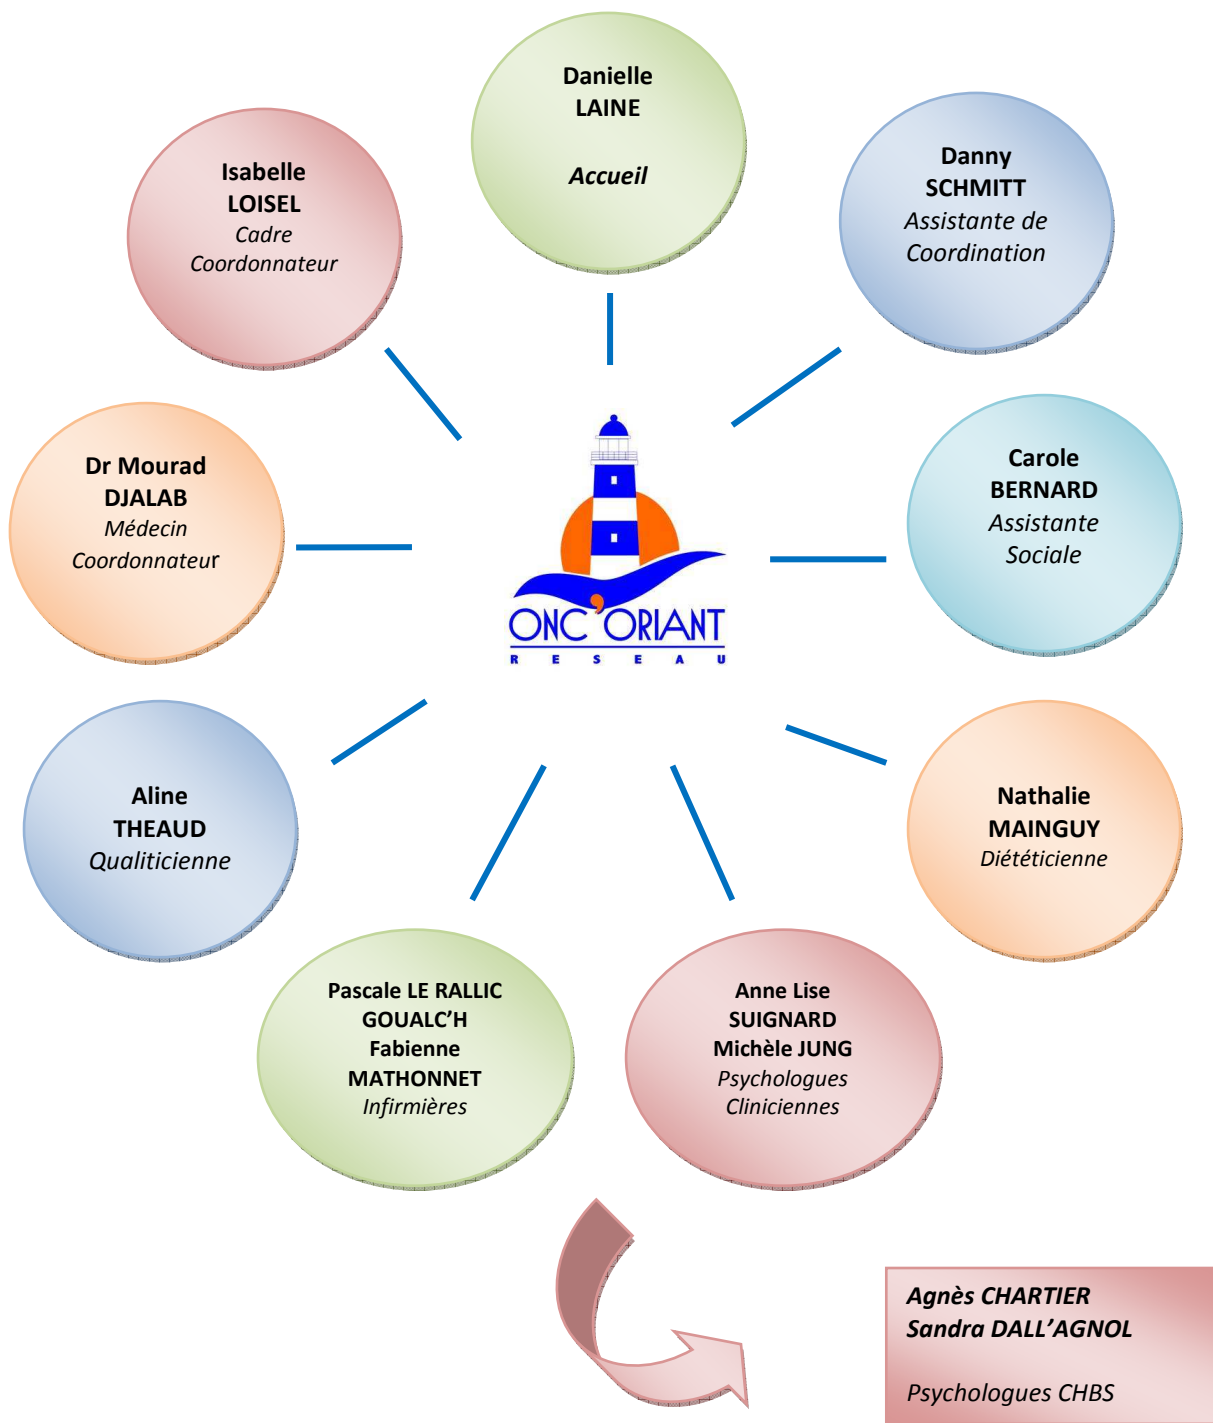 Danielle
LAINE
Accueil
Isabelle
LOISEL
Cadre
Coordonnateur
Danny
SCHMITT
Assistante de
Coordination
Dr Mourad
DJALAB
Médecin
Coordonnateur
Carole
BERNARD
Assistante
Sociale
ONC'ORIANT
RESEAU
Aline
THEAUD
Qualiticienne
Nathalie
MAINGUY
Diététicienne
Pascale LE RALLIC
GOUALC’H
Fabienne
MATHONNET
Infirmières
Anne Lise
SUIGNARD
Michèle JUNG
Psychologues
Cliniciennes
Agnès CHARTIER
Sandra DALL’AGNOL
Psychologues CHBS